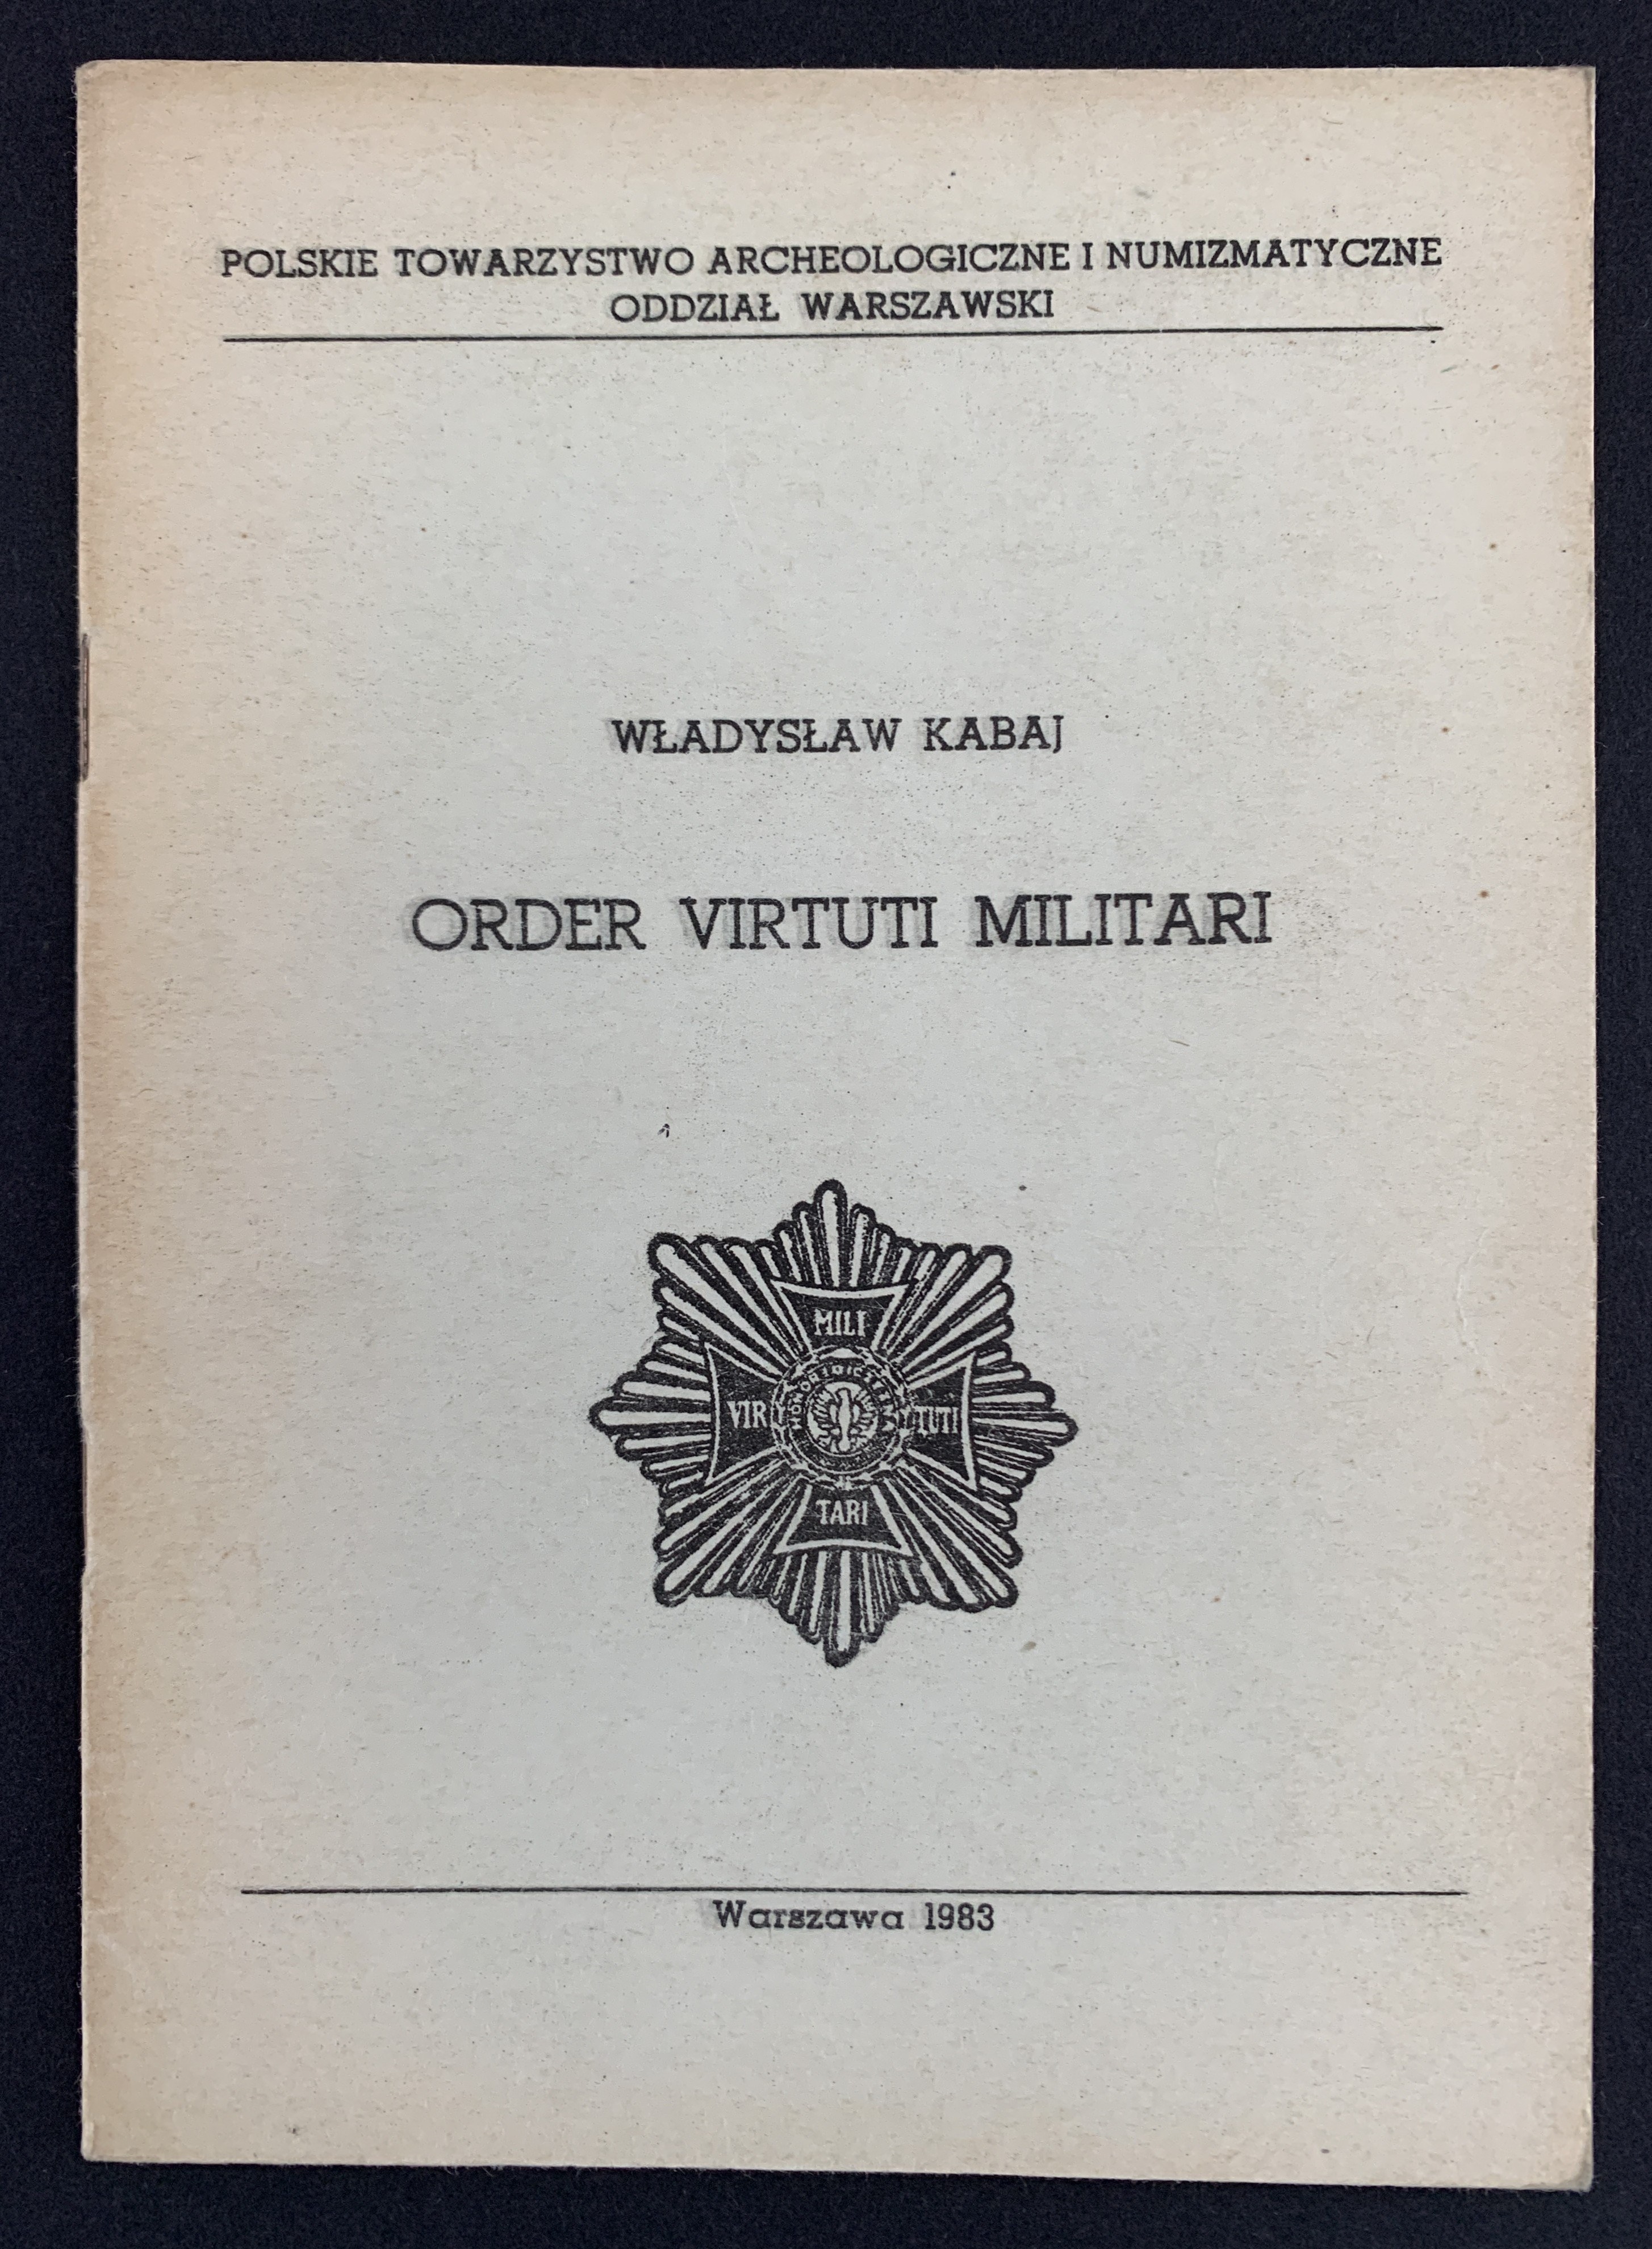 POLSKIE TOWARZYSTWO ARCHEOLOGICZNE I NUMIZMATYCZNE
ODDZIAŁ WARSZAWSKI
WŁADYSŁAW KABAJ
ORDER VIRTUTI MILITARI
MILI
VIR TUTI
TARI
Warszawa 1983